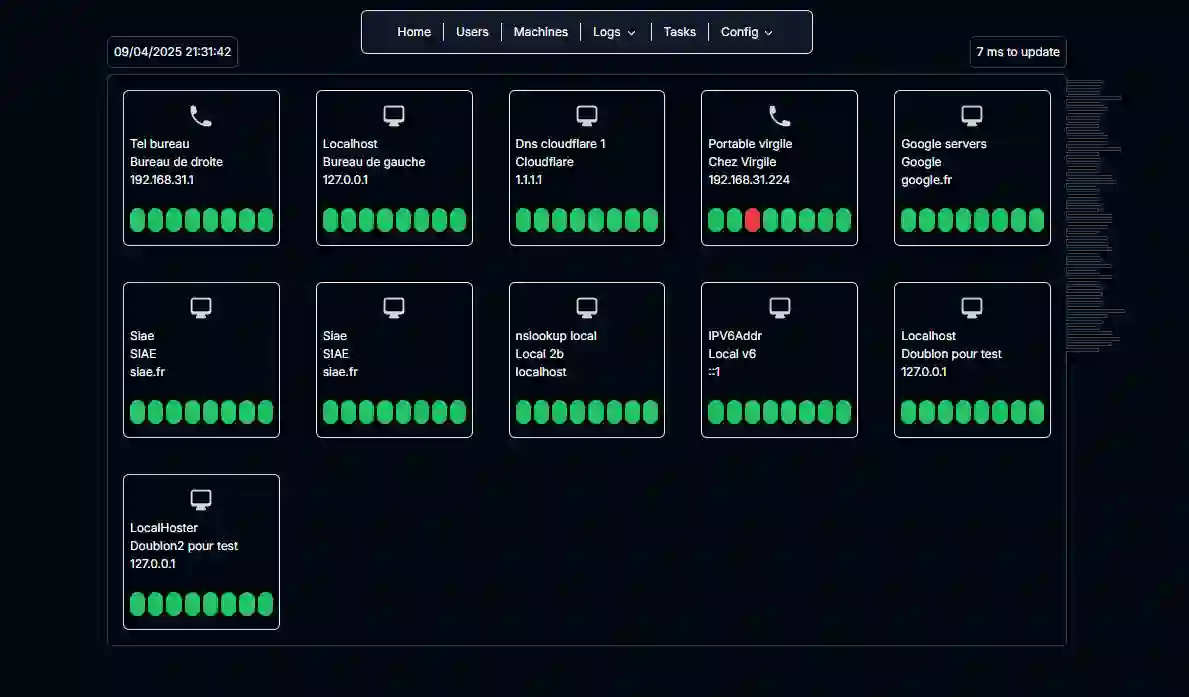 Home Users Machines Logs Tasks Config
09/04/2025 21:31:42
7 ms to update
Tel bureau
Bureau de droite
192.168.31.1
Localhost
Bureau de gauche
127.0.0.1
Dns cloudflare 1
Cloudflare
1.1.1.1
Portable virgile
Chez Virgile
192.168.31.224
Google servers
Google
google.fr
Siae
SIAE
siae.fr
Siae
SIAE
siae.fr
nslookup local
Local 2b
localhost
IPV6Addr
Local v6
::1
Localhost
Doublon pour test
127.0.0.1
LocalHoster
Doublon2 pour test
127.0.0.1